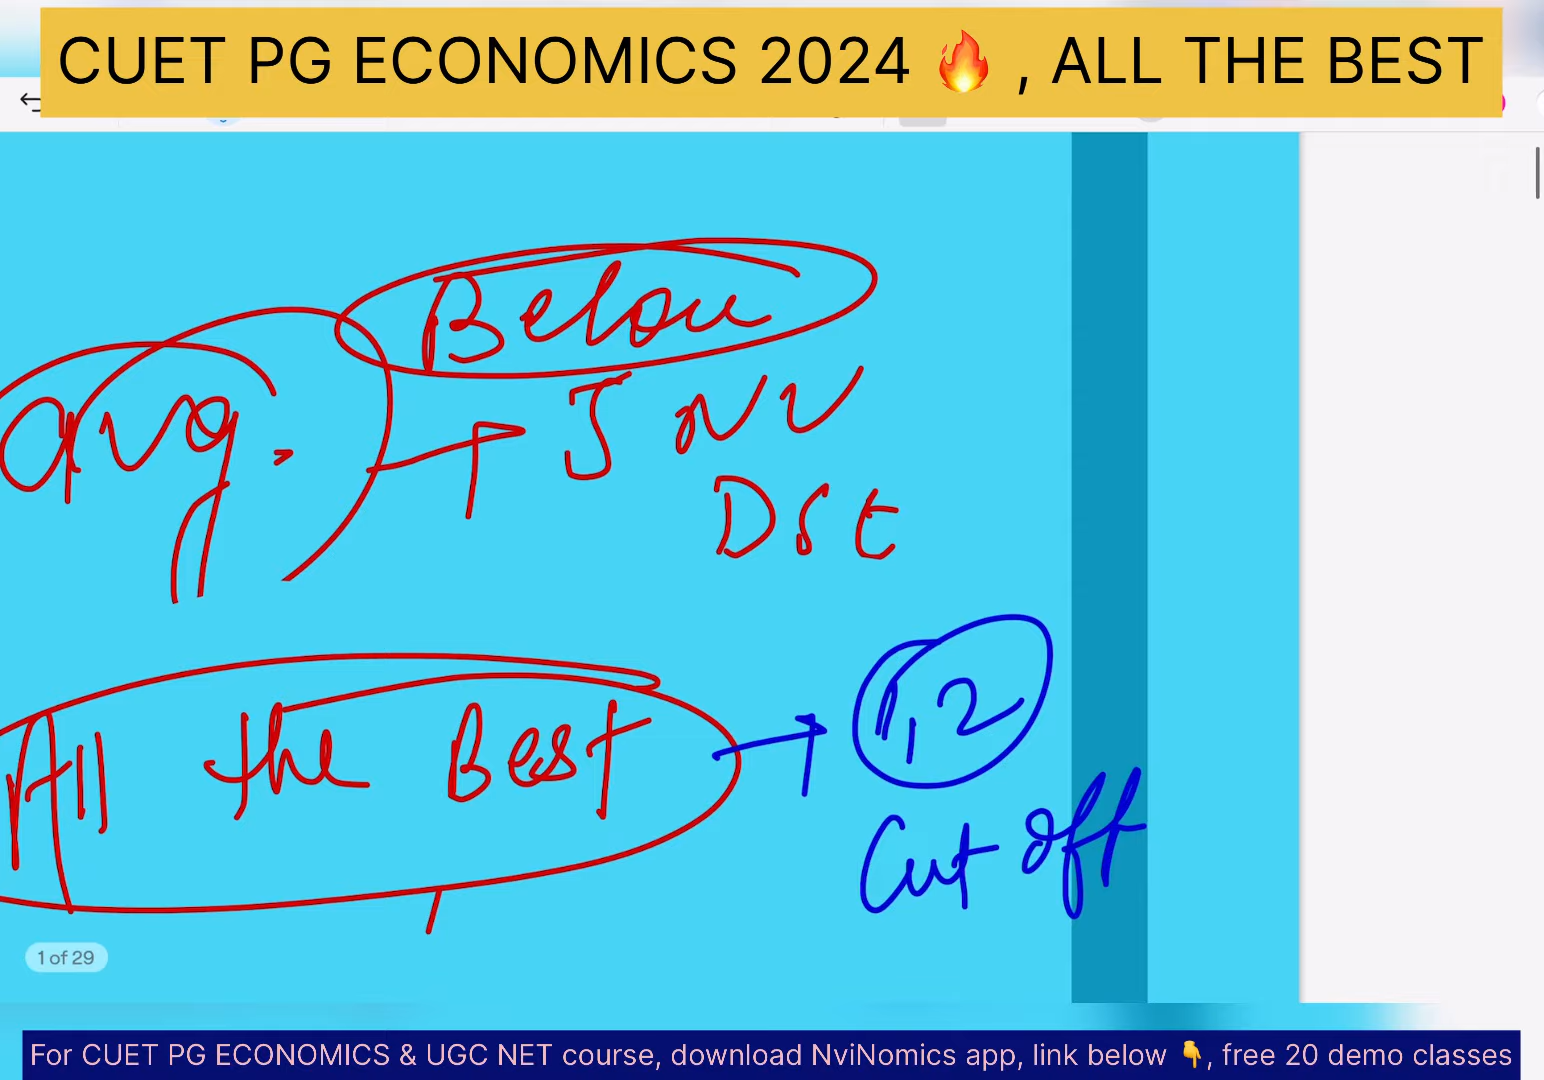 CUET PG ECONOMICS 2024 🔥 , ALL THE BEST
Below
avg. → JNU
DSE
All the Best → 1,2
Cut off
1 of 29
For CUET PG ECONOMICS & UGC NET course, download NviNomics app, link below 👇, free 20 demo classes